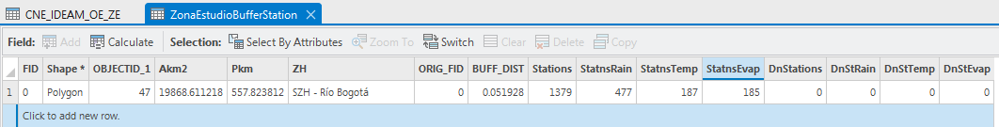 CNE_IDEAM_OE_ZE ZonaEstudioBufferStation
Field: Add Calculate Selection: Select By Attributes Zoom To Switch Clear Delete Copy
FID Shape * OBJECTID_1 Akm2 Pkm ZH ORIG_FID BUFF_DIST Stations StatnsRain StatnsTemp StatnsEvap DnStations DnStRain DnStTemp DnStEvap
1 0 Polygon 47 19868.611218 557.823812 SZH - Río Bogotá 0 0.051928 1379 477 187 185 0 0 0 0
Click to add new row.